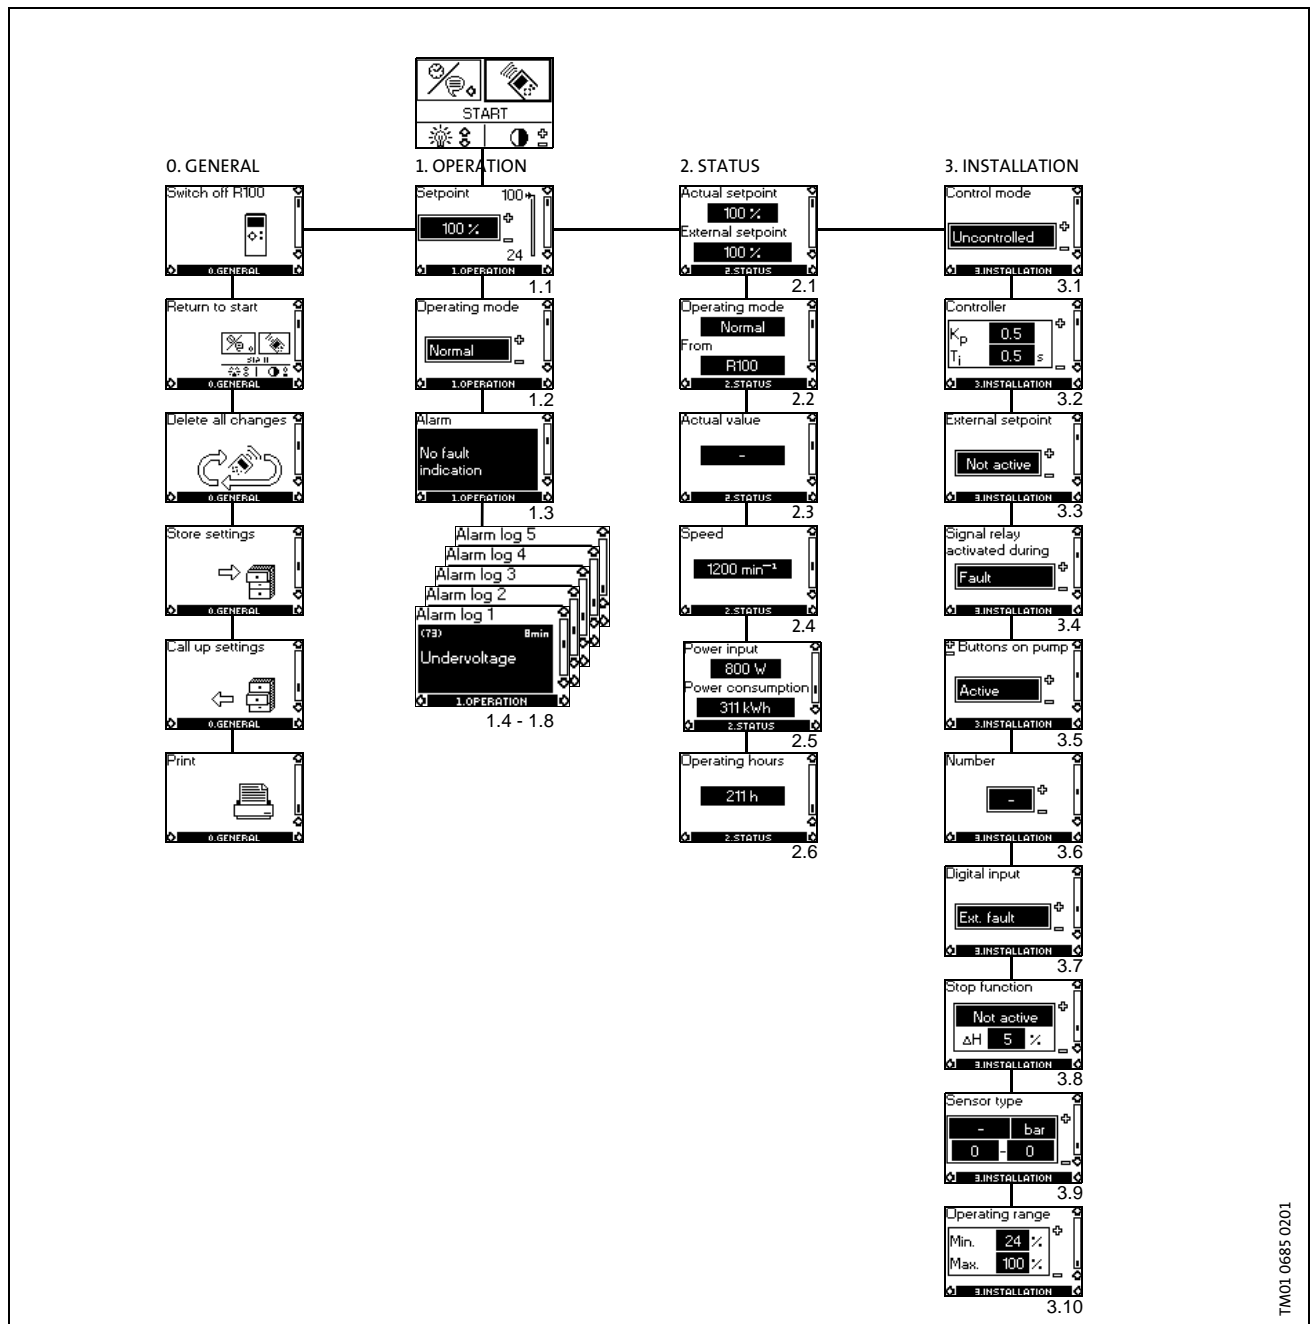 START
0. GENERAL
Switch off R100
0.GENERAL
Return to start
START
0.GENERAL
Delete all changes
0.GENERAL
Store settings
0.GENERAL
Call up settings
0.GENERAL
Print
0.GENERAL
1. OPERATION
Setpoint 100
100 %
24
1.OPERATION
1.1
Operating mode
Normal
1.OPERATION
1.2
Alarm
No fault
indication
1.OPERATION
1.3
Alarm log 5
Alarm log 4
Alarm log 3
Alarm log 2
Alarm log 1
(73) 8min
Undervoltage
1.OPERATION
1.4 - 1.8
2. STATUS
Actual setpoint
100 %
External setpoint
100 %
2.STATUS
2.1
Operating mode
Normal
From
R100
2.STATUS
2.2
Actual value
-
2.STATUS
2.3
Speed
1200 min⁻¹
2.STATUS
2.4
Power input
800 W
Power consumption
311 kWh
2.STATUS
2.5
Operating hours
211 h
2.STATUS
2.6
3. INSTALLATION
Control mode
Uncontrolled
3.INSTALLATION
3.1
Controller
Kp 0.5
Ti 0.5 s
3.INSTALLATION
3.2
External setpoint
Not active
3.INSTALLATION
3.3
Signal relay
activated during
Fault
3.INSTALLATION
3.4
Buttons on pump
Active
3.INSTALLATION
3.5
Number
-
3.INSTALLATION
3.6
Digital input
Ext. fault
3.INSTALLATION
3.7
Stop function
Not active
ΔH 5 %
3.INSTALLATION
3.8
Sensor type
- bar
0 - 0
3.INSTALLATION
3.9
Operating range
Min. 24 %
Max. 100 %
3.INSTALLATION
3.10
TM01 0685 0201